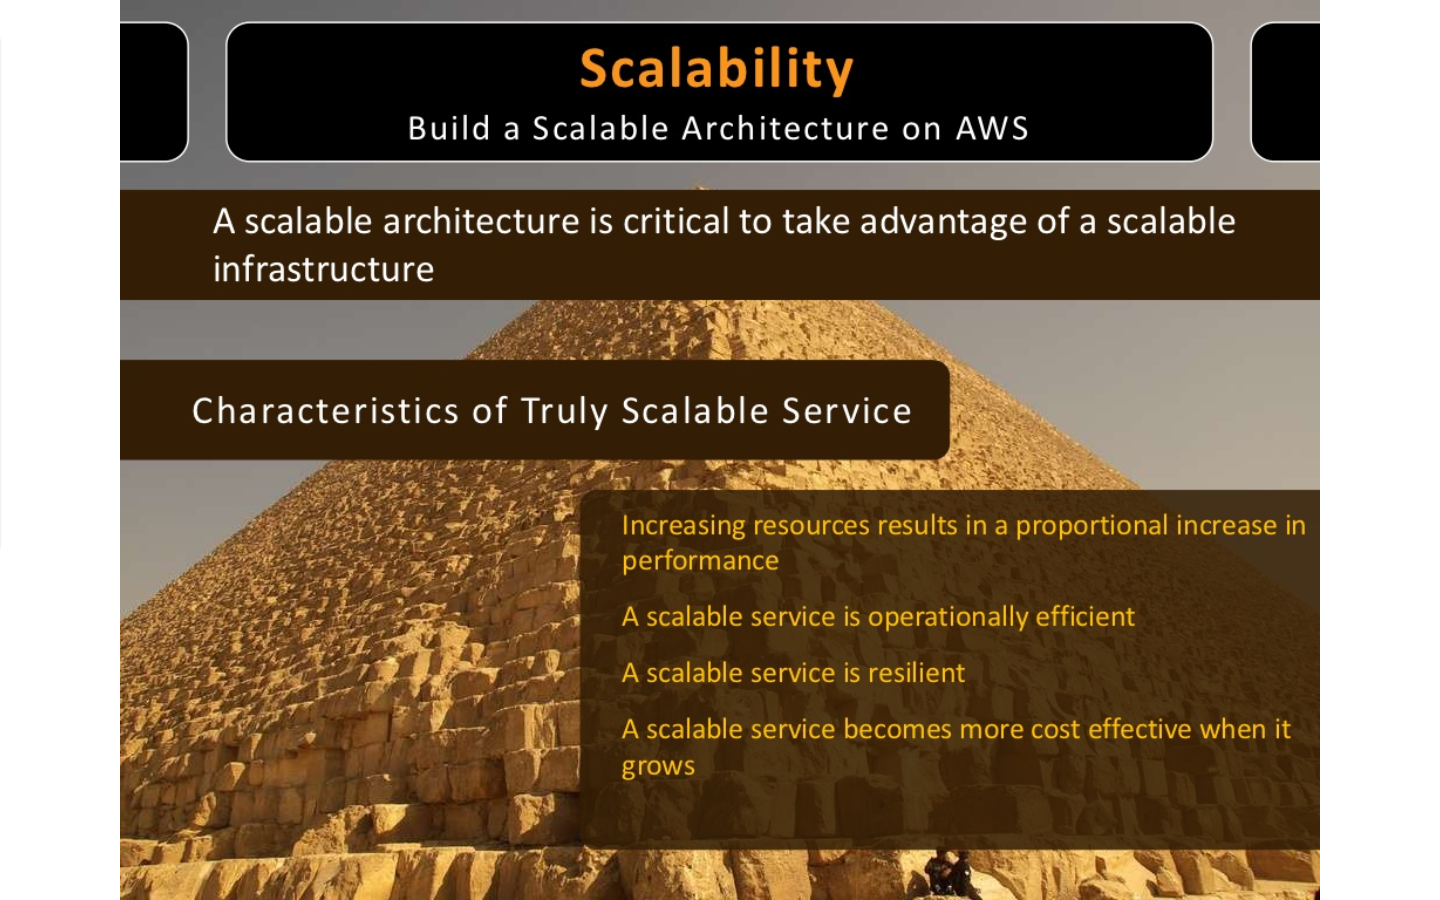 Scalability
Build a Scalable Architecture on AWS
A scalable architecture is critical to take advantage of a scalable
infrastructure
Characteristics of Truly Scalable Service
Increasing resources results in a proportional increase in
performance
A scalable service is operationally efficient
A scalable service is resilient
A scalable service becomes more cost effective when it
grows